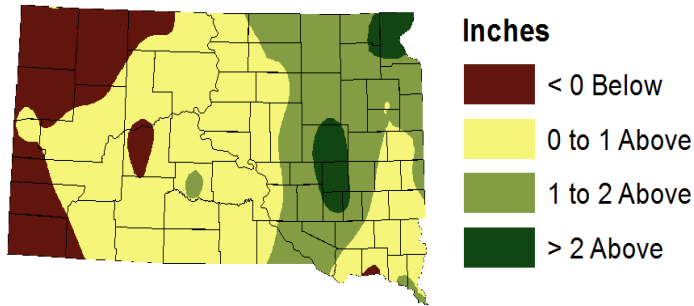 Inches
< 0 Below
0 to 1 Above
1 to 2 Above
> 2 Above